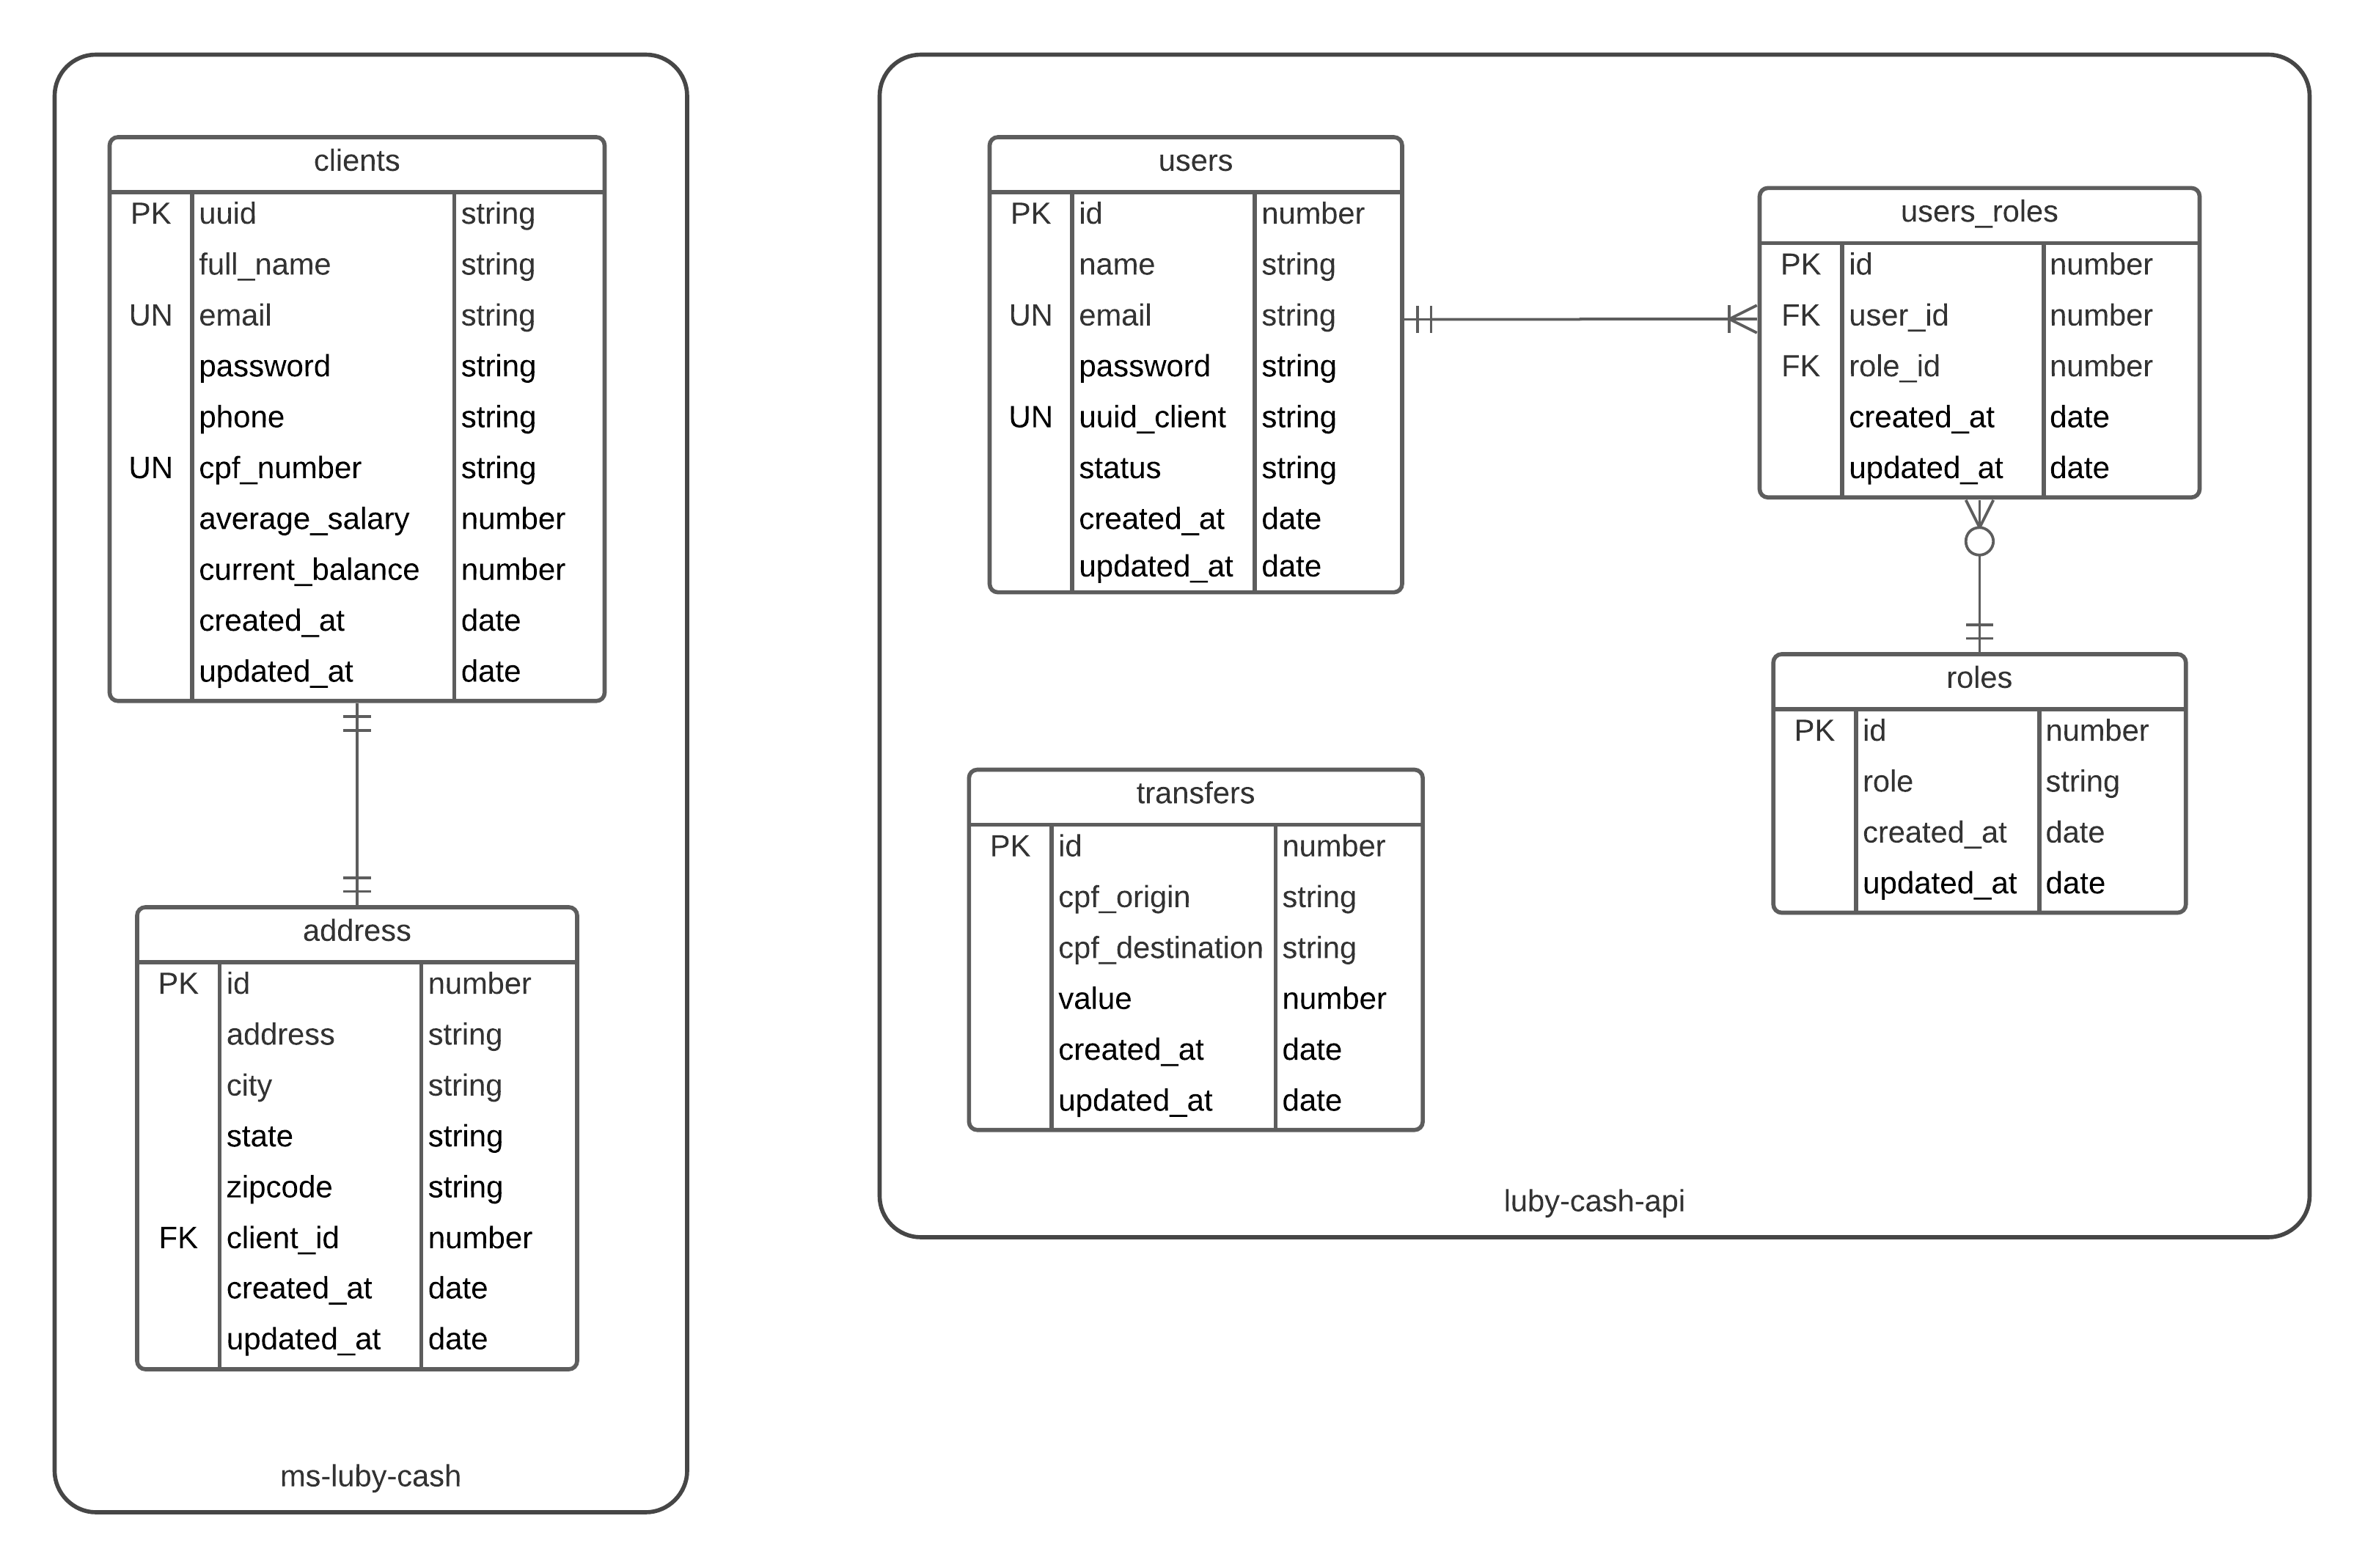 clients
PK uuid string
full_name string
UN email string
password string
phone string
UN cpf_number string
average_salary number
current_balance number
created_at date
updated_at date
address
PK id number
address string
city string
state string
zipcode string
FK client_id number
created_at date
updated_at date
ms-luby-cash
users
PK id number
name string
UN email string
password string
UN uuid_client string
status string
created_at date
updated_at date
users_roles
PK id number
FK user_id number
FK role_id number
created_at date
updated_at date
roles
PK id number
role string
created_at date
updated_at date
transfers
PK id number
cpf_origin string
cpf_destination string
value number
created_at date
updated_at date
luby-cash-api